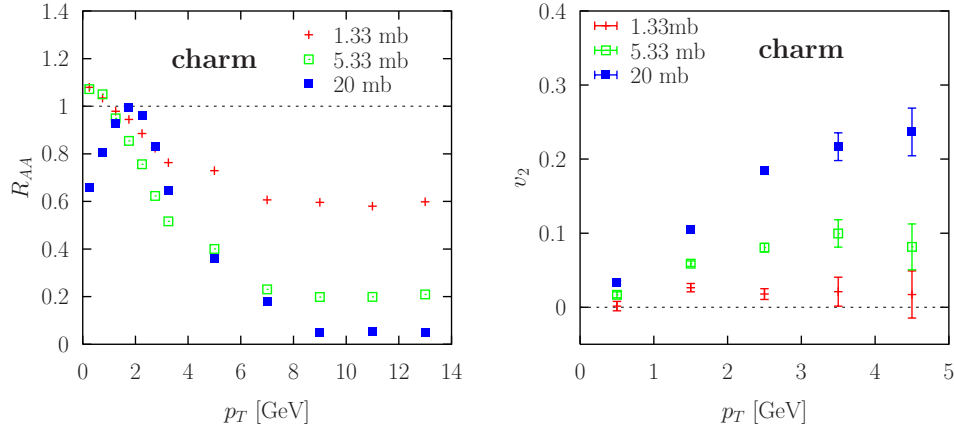 charm
1.33 mb
5.33 mb
20 mb
1.4
1.2
1
0.8
0.6
0.4
0.2
0
R_{AA}
0 2 4 6 8 10 12 14
p_T [GeV]
charm
1.33mb
5.33 mb
20 mb
0.4
0.3
0.2
0.1
0
v_2
0 1 2 3 4 5
p_T [GeV]